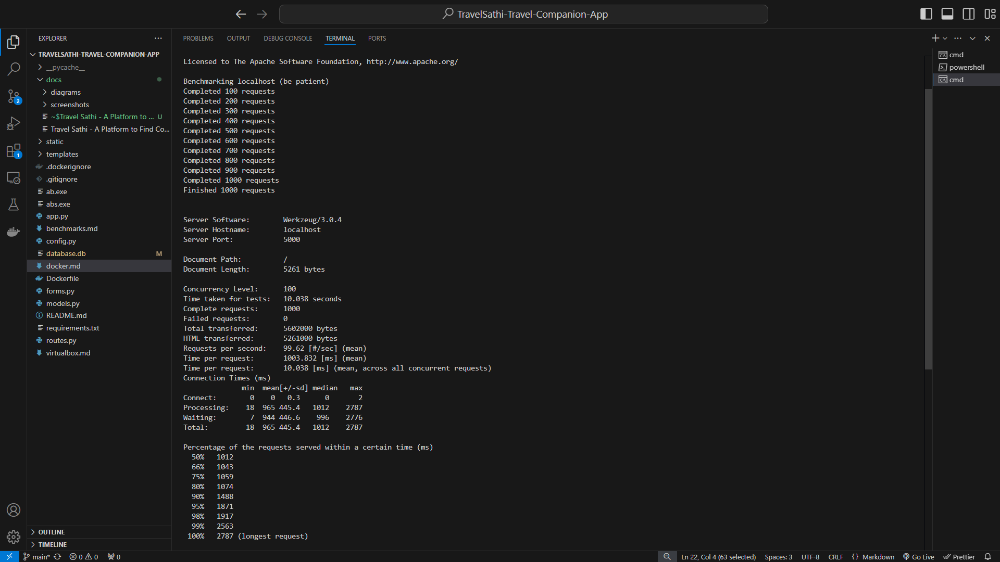 TravelSathi-Travel-Companion-App
EXPLORER
TRAVELSATHI-TRAVEL-COMPANION-APP
__pycache__
docs
diagrams
screenshots
~$Travel Sathi - A Platform to ... U
Travel Sathi - A Platform to Find Co...
static
templates
.dockerignore
.gitignore
ab.exe
abs.exe
app.py
benchmarks.md
config.py
database.db M
docker.md
Dockerfile
forms.py
models.py
README.md
requirements.txt
routes.py
virtualbox.md
OUTLINE
TIMELINE
2
1
PROBLEMS OUTPUT DEBUG CONSOLE TERMINAL PORTS
Licensed to The Apache Software Foundation, http://www.apache.org/
Benchmarking localhost (be patient)
Completed 100 requests
Completed 200 requests
Completed 300 requests
Completed 400 requests
Completed 500 requests
Completed 600 requests
Completed 700 requests
Completed 800 requests
Completed 900 requests
Completed 1000 requests
Finished 1000 requests
Server Software: Werkzeug/3.0.4
Server Hostname: localhost
Server Port: 5000
Document Path: /
Document Length: 5261 bytes
Concurrency Level: 100
Time taken for tests: 10.038 seconds
Complete requests: 1000
Failed requests: 0
Total transferred: 5602000 bytes
HTML transferred: 5261000 bytes
Requests per second: 99.62 [#/sec] (mean)
Time per request: 1003.832 [ms] (mean)
Time per request: 10.038 [ms] (mean, across all concurrent requests)
Connection Times (ms)
min mean[+/-sd] median max
Connect: 0 0 0.3 0 2
Processing: 18 965 445.4 1012 2787
Waiting: 7 944 446.6 996 2776
Total: 18 965 445.4 1012 2787
Percentage of the requests served within a certain time (ms)
50% 1012
66% 1043
75% 1059
80% 1074
90% 1488
95% 1871
98% 1917
99% 2563
100% 2787 (longest request)
cmd
powershell
cmd
main* 0 0 0 Ln 22, Col 4 (63 selected) Spaces: 3 UTF-8 CRLF {} Markdown Go Live Prettier